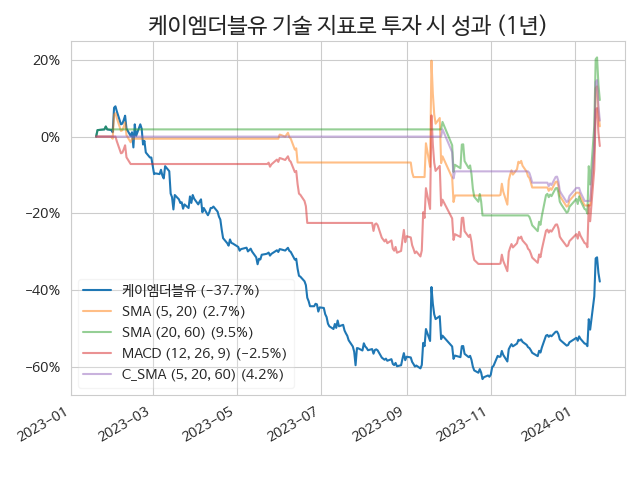 케이엠더블유 기술 지표로 투자 시 성과 (1년)
20%
0%
−20%
−40%
−60%
케이엠더블유 (−37.7%)
SMA (5, 20) (2.7%)
SMA (20, 60) (9.5%)
MACD (12, 26, 9) (−2.5%)
C_SMA (5, 20, 60) (4.2%)
2023−01
2023−03
2023−05
2023−07
2023−09
2023−11
2024−01